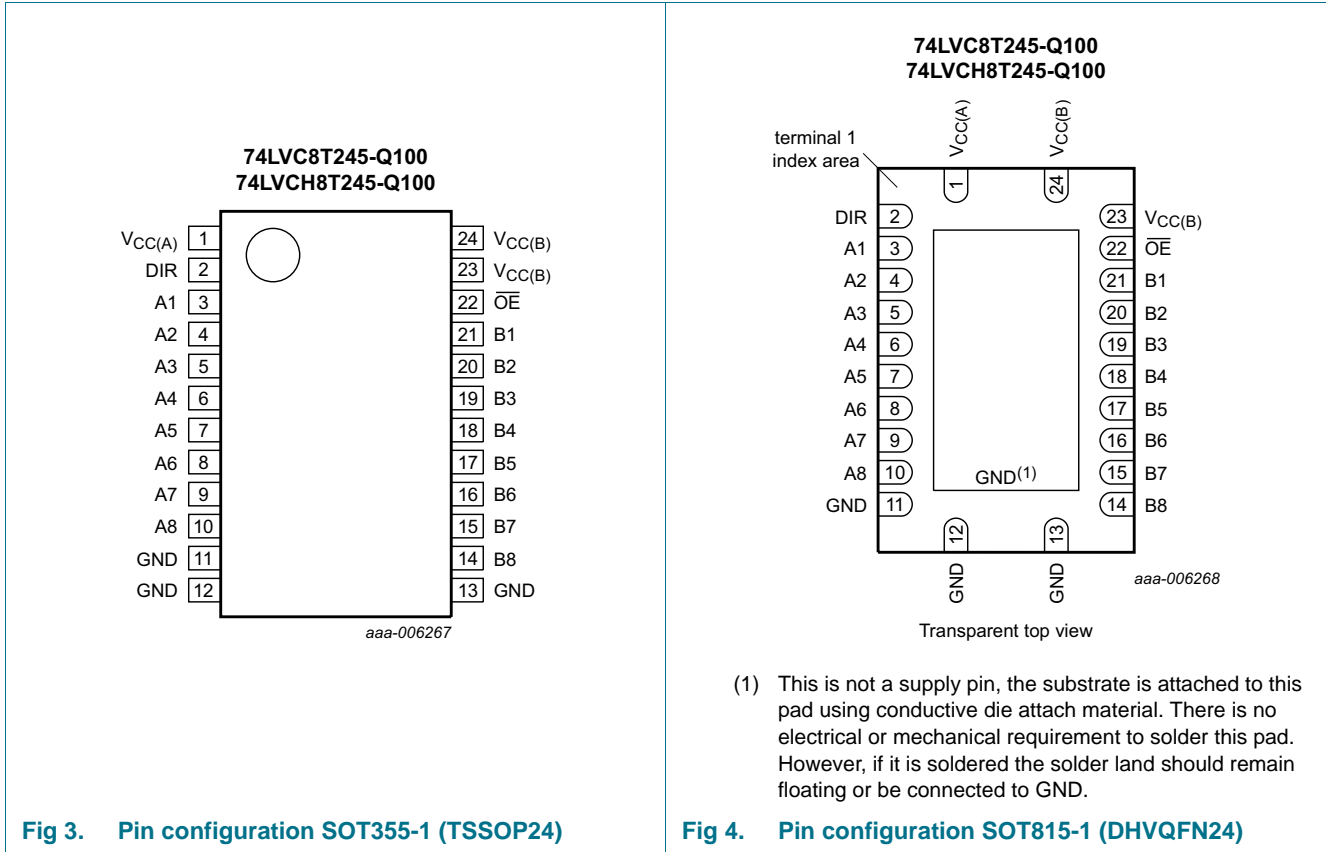 74LVC8T245-Q100
74LVCH8T245-Q100
VCC(A) 1
DIR 2
A1 3
A2 4
A3 5
A4 6
A5 7
A6 8
A7 9
A8 10
GND 11
GND 12
24 VCC(B)
23 VCC(B)
22 OE
21 B1
20 B2
19 B3
18 B4
17 B5
16 B6
15 B7
14 B8
13 GND
aaa-006267
Fig 3. Pin configuration SOT355-1 (TSSOP24)
74LVC8T245-Q100
74LVCH8T245-Q100
terminal 1
index area
VCC(A)
VCC(B)
1
24
DIR 2
A1 3
A2 4
A3 5
A4 6
A5 7
A6 8
A7 9
A8 10
GND 11
23 VCC(B)
22 OE
21 B1
20 B2
19 B3
18 B4
17 B5
16 B6
15 B7
14 B8
GND(1)
12
13
GND
GND
aaa-006268
Transparent top view
(1) This is not a supply pin, the substrate is attached to this
pad using conductive die attach material. There is no
electrical or mechanical requirement to solder this pad.
However, if it is soldered the solder land should remain
floating or be connected to GND.
Fig 4. Pin configuration SOT815-1 (DHVQFN24)